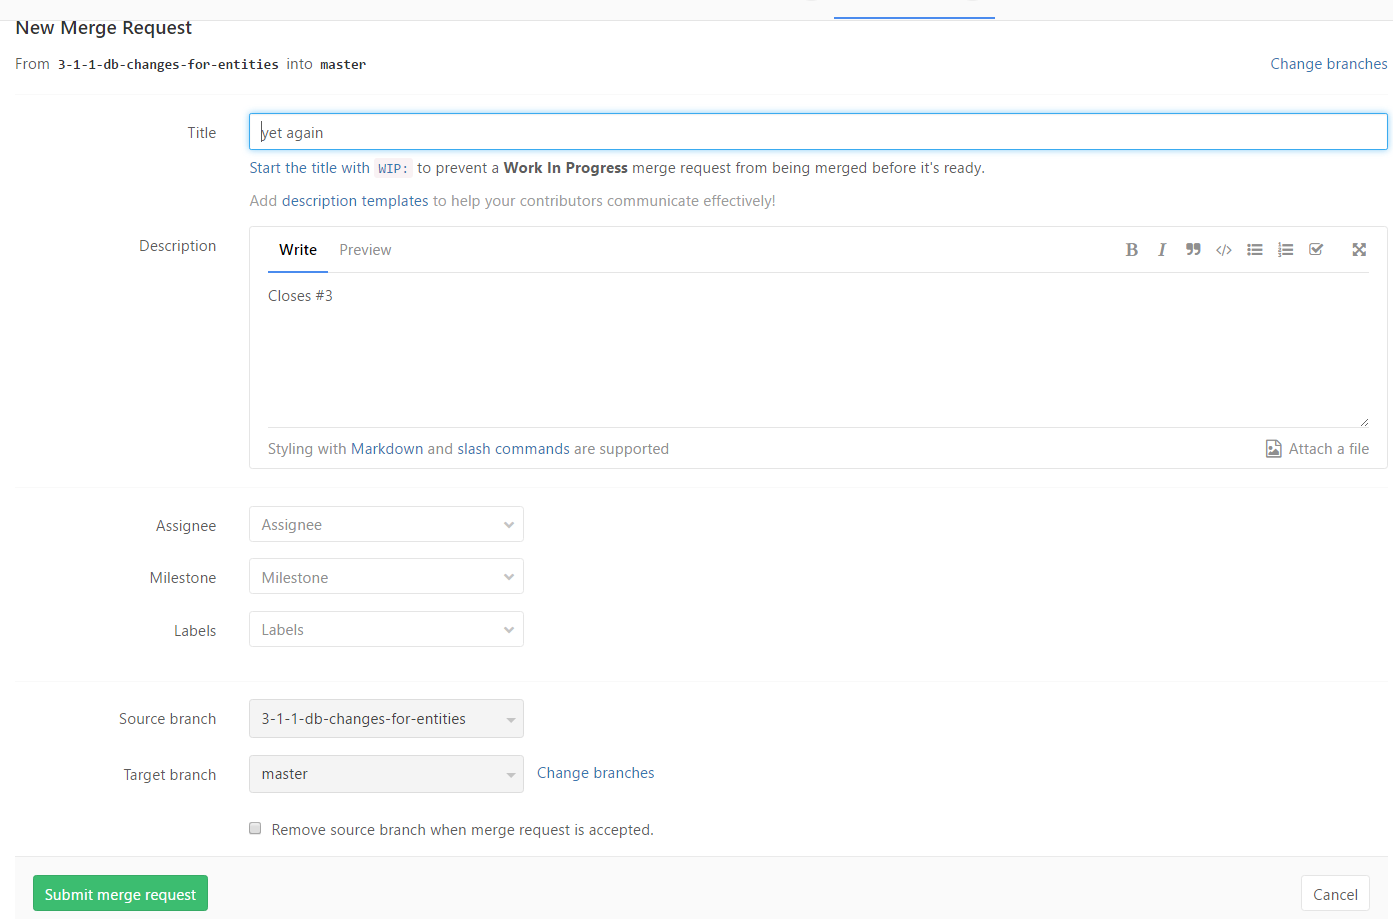 New Merge Request
From 3-1-1-db-changes-for-entities into master
Change branches
Title
yet again
Start the title with WIP: to prevent a Work In Progress merge request from being merged before it's ready.
Add description templates to help your contributors communicate effectively!
Description
Write Preview
B I
Closes #3
Styling with Markdown and slash commands are supported
Attach a file
Assignee
Assignee
Milestone
Milestone
Labels
Labels
Source branch
3-1-1-db-changes-for-entities
Target branch
master
Change branches
Remove source branch when merge request is accepted.
Submit merge request
Cancel